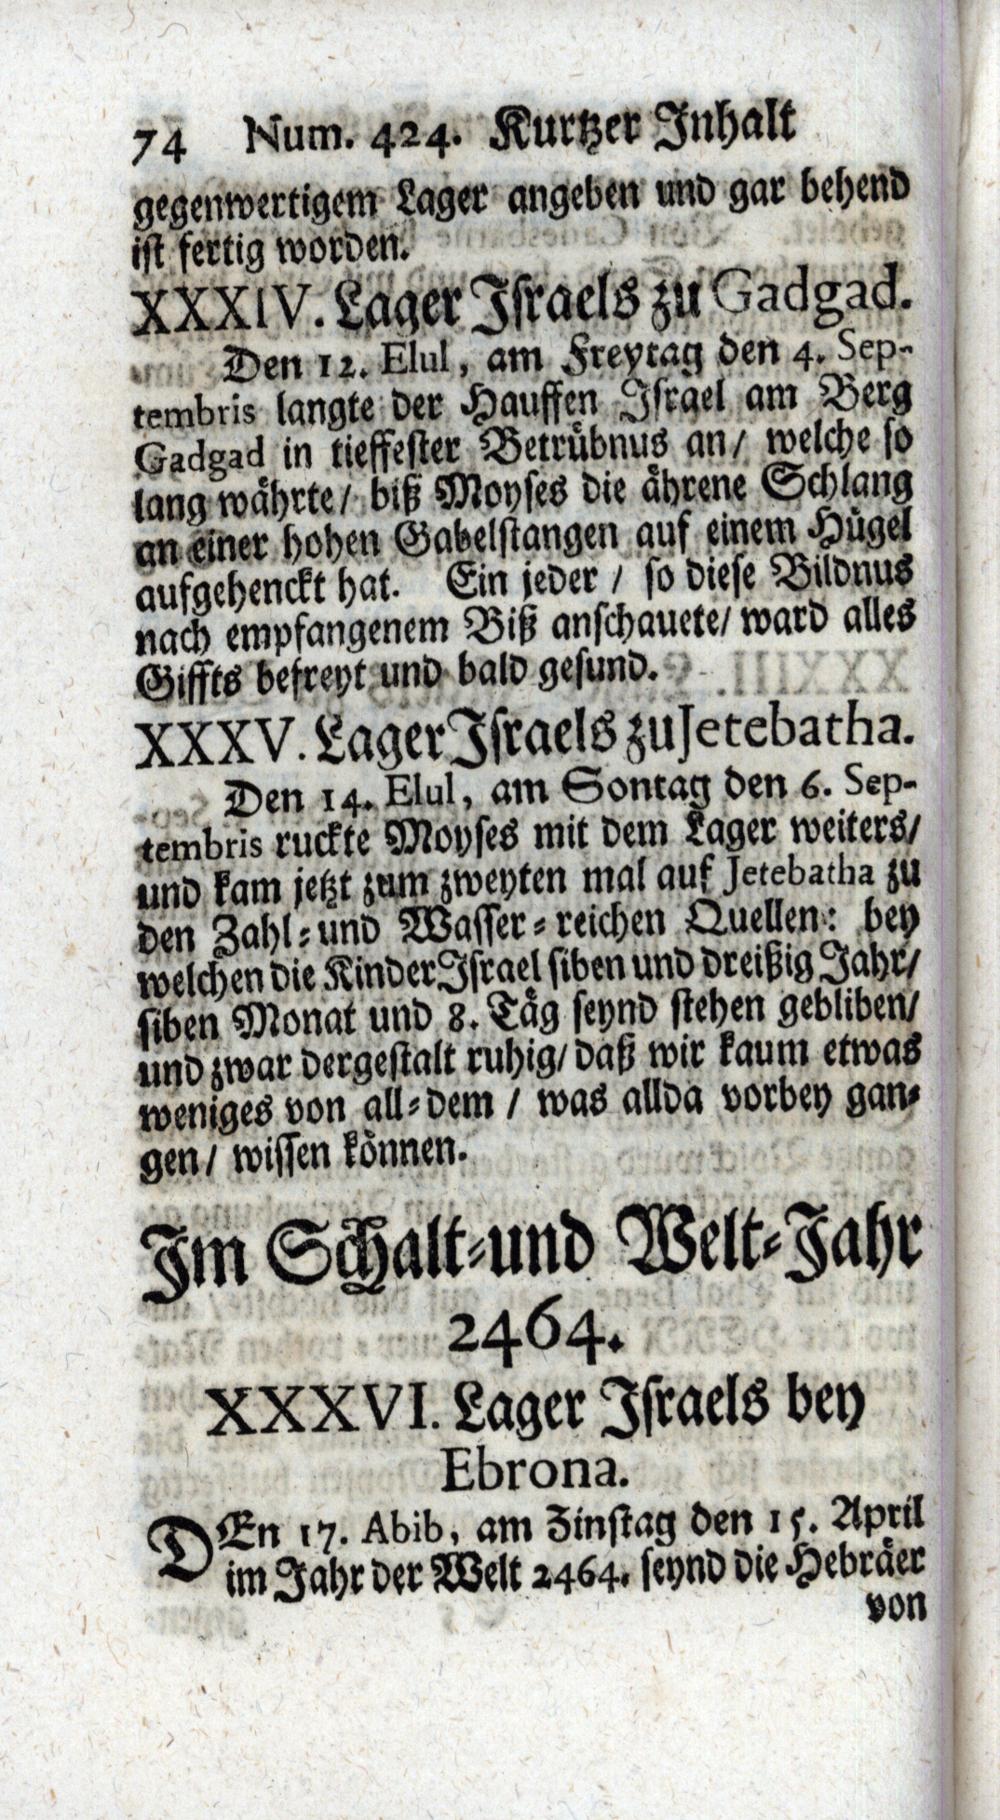 74 Num. 424. Kurtzer Inhalt
gegenwertigem Lager angeben und gar behend
ist fertig worden.
XXXIV. Lager Israels zu Gadgad.
Den 12. Elul, am Freytag den 4. Sep-
tembris langte der Hauffen Israel am Berg
Gadgad in tieffester Betrübnus an/ welche so
lang währte/ biß Moyses die ährene Schlang
an einer hohen Gabelstangen auf einem Hügel
aufgehenckt hat. Ein jeder / so diese Bildnus
nach empfangenem Biß anschauete/ ward alles
Giffts befreyt und bald gesund.
XXXV. Lager Israels zu Jetebatha.
Den 14. Elul, am Sontag den 6. Sep-
tembris ruckte Moyses mit dem Lager weiters/
und kam jetzt zum zweyten mal auf Jetebatha zu
den Zahl- und Wasser-reichen Quellen: bey
welchen die Kinder Israel siben und dreißig Jahr/
siben Monat und 8. Täg seynd stehen gebliben/
und zwar dergestalt ruhig/ daß wir kaum etwas
weniges von all-dem / was allda vorbey gan-
gen/ wissen können.
Im Schalt-und Welt-Jahr
2464.
XXXVI. Lager Israels bey
Ebrona.
DEn 17. Abib, am Zinstag den 15. April
im Jahr der Welt 2464. seynd die Hebräer
von